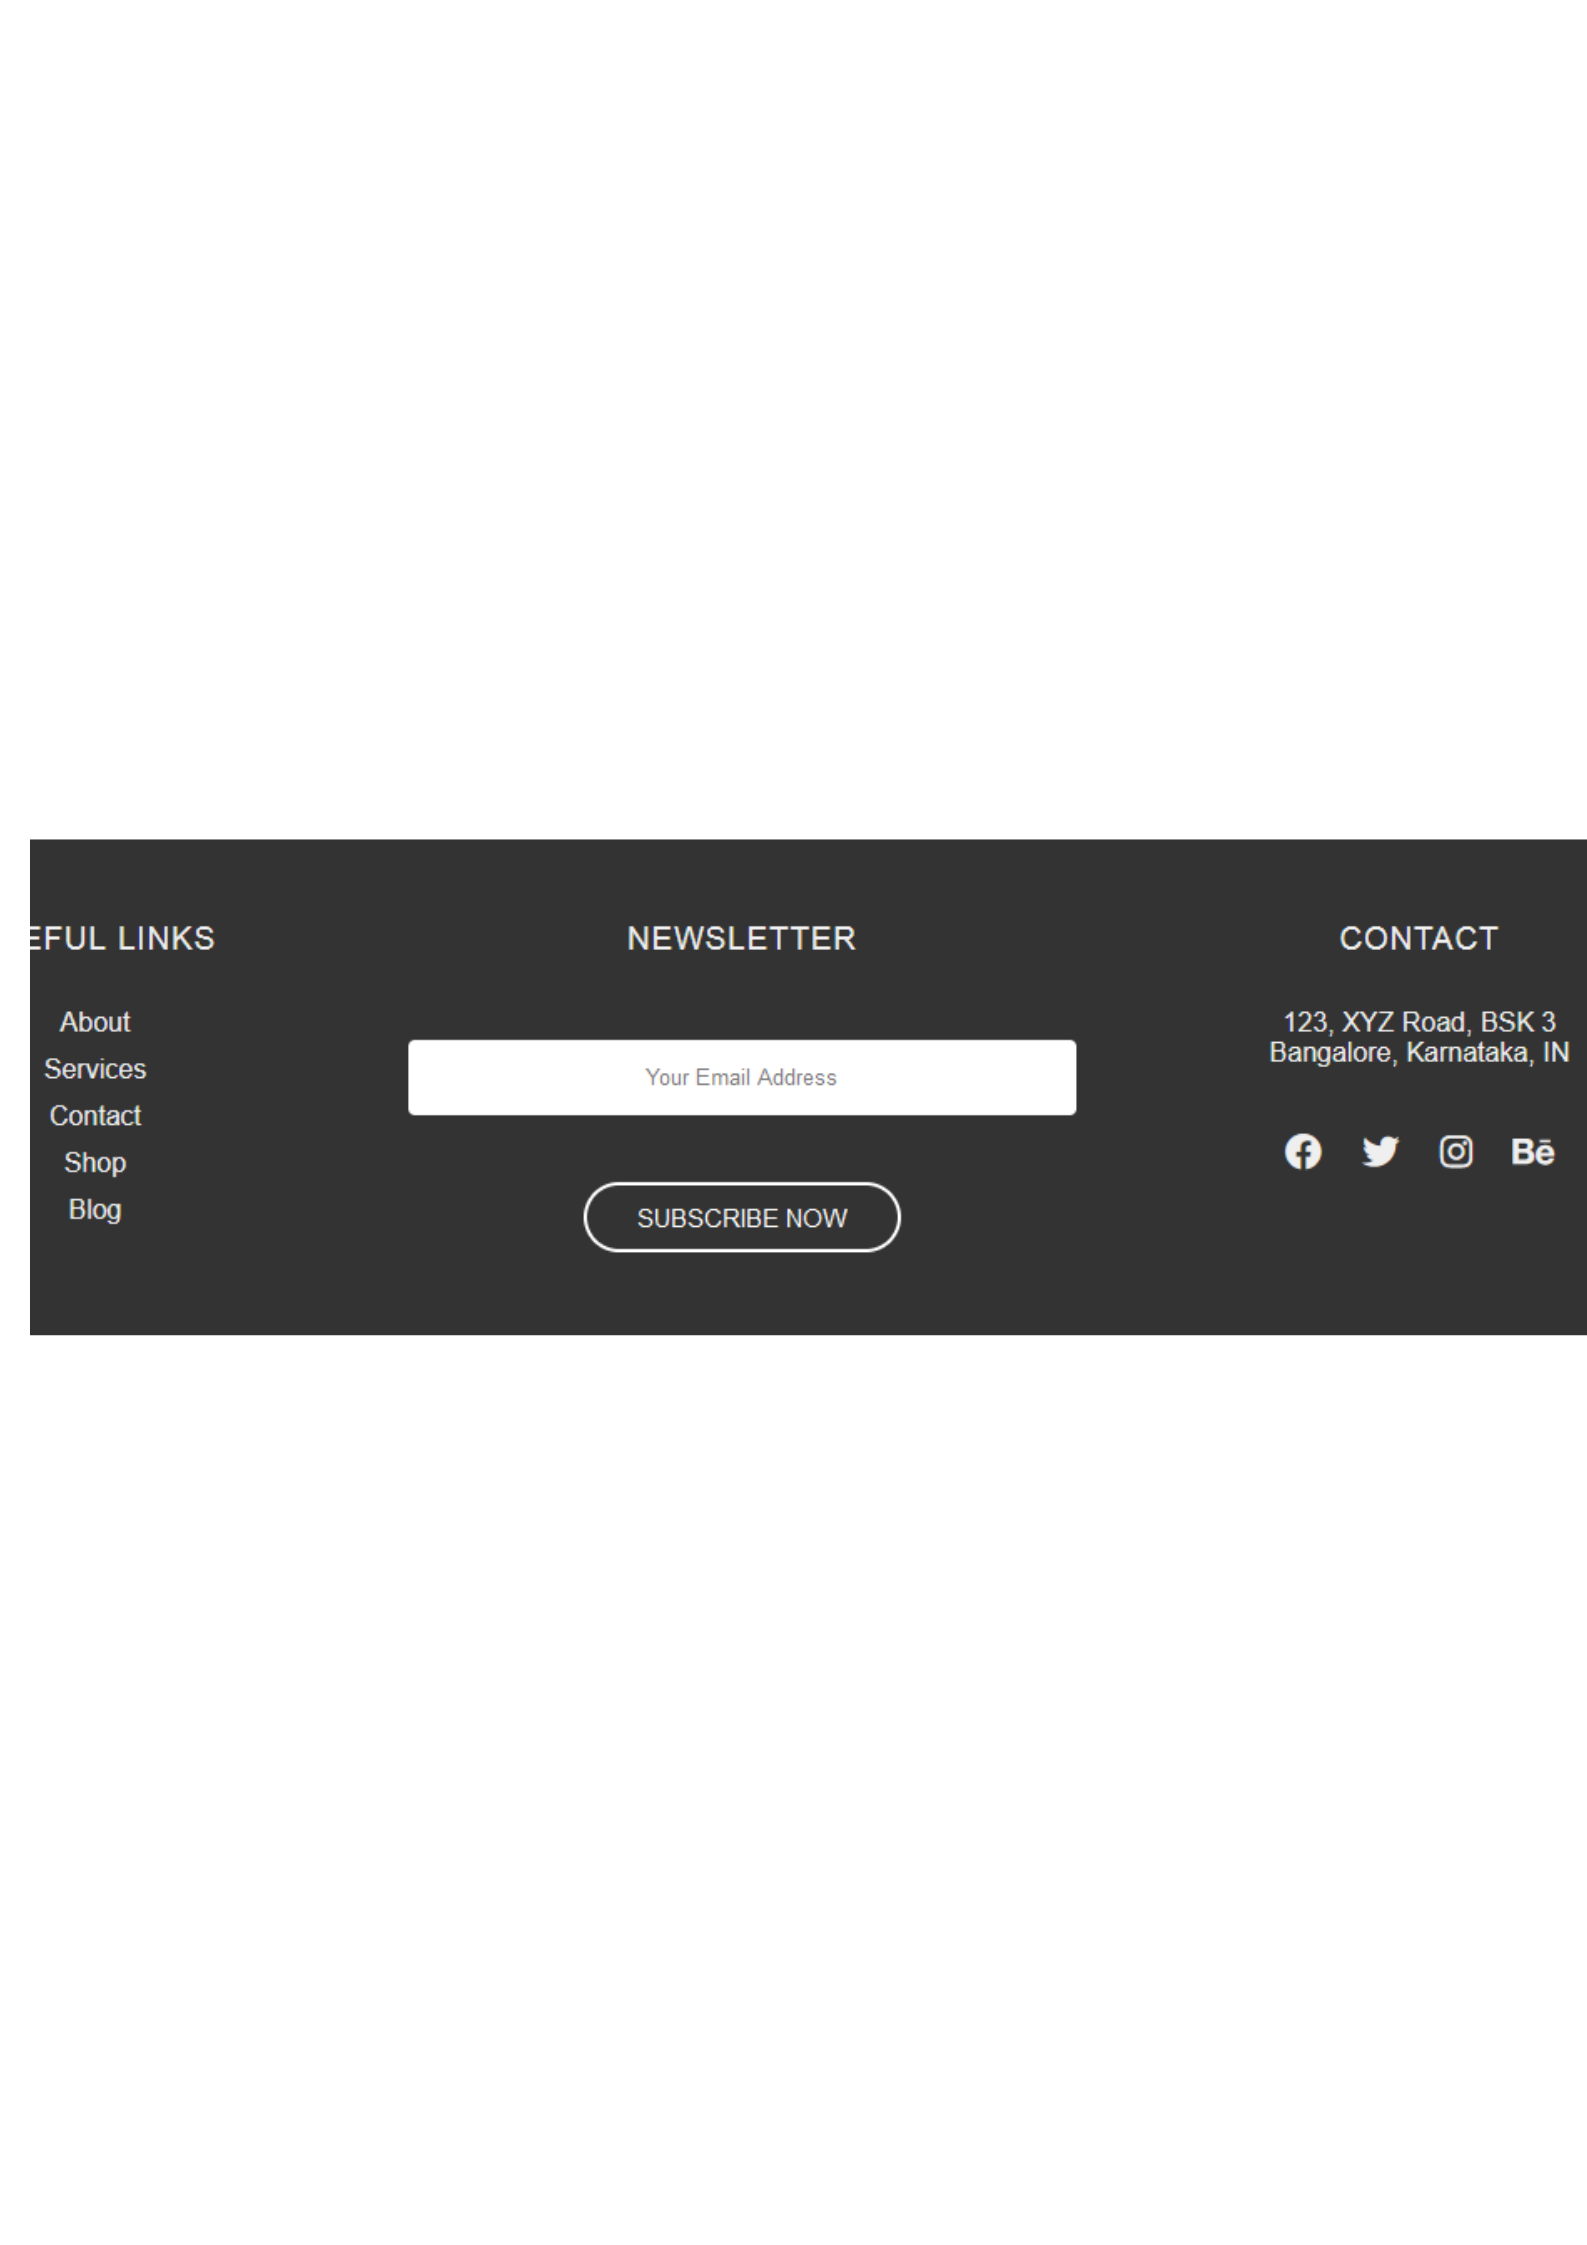 EFUL LINKS
About
Services
Contact
Shop
Blog
NEWSLETTER
Your Email Address
SUBSCRIBE NOW
CONTACT
123, XYZ Road, BSK 3
Bangalore, Karnataka, IN
Bē